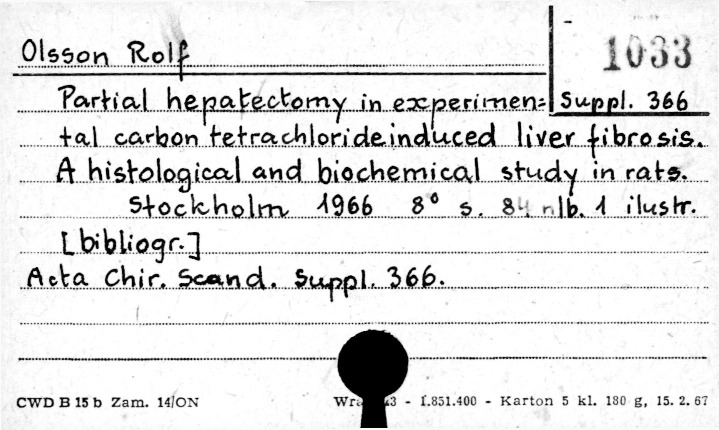 Olsson Rolf
1033
Suppl. 366
Partial hepatectomy in experimen=
tal carbon tetrachloride induced liver fibrosis.
A histological and biochemical study in rats.
Stockholm 1966 8° s. 84 nlb. 1 ilustr.
[bibliogr.]
Acta Chir. Scand. Suppl. 366.
CWD B 15 b Zam. 14/ON - 1.851.400 - Karton 5 kl. 180 g, 15. 2. 67